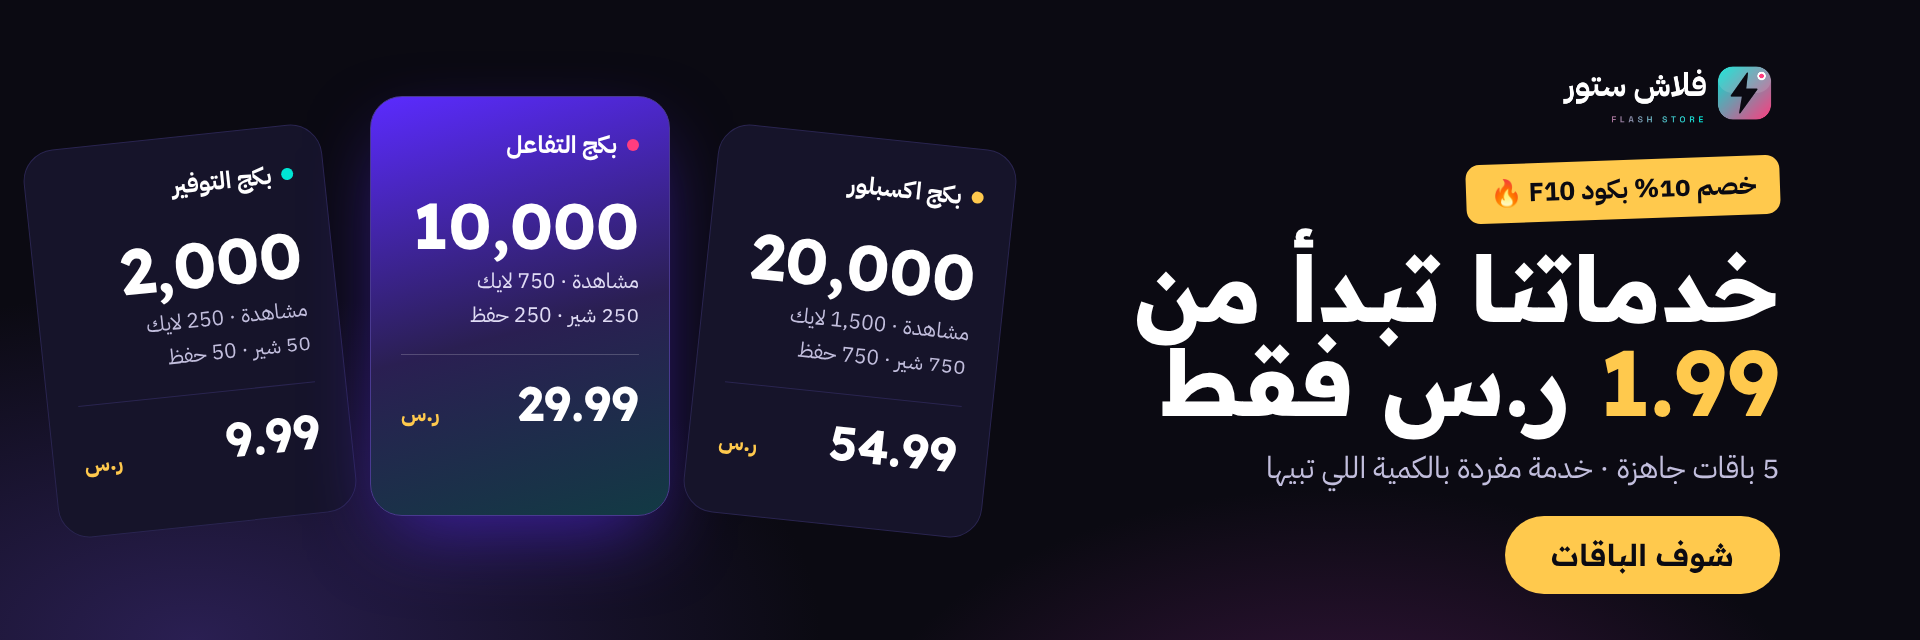 فلاش ستور
FLASH STORE
خصم 10% بكود F10 🔥
خدماتنا تبدأ من
1.99 ر.س فقط
5 باقات جاهزة · خدمة مفردة بالكمية اللي تبيها
شوف الباقات
بكج اكسبلور
20,000
مشاهدة · 1,500 لايك
750 شير · 750 حفظ
54.99 ر.س
بكج التفاعل
10,000
مشاهدة · 750 لايك
250 شير · 250 حفظ
29.99 ر.س
بكج التوفير
2,000
مشاهدة · 250 لايك
50 شير · 50 حفظ
9.99 ر.س